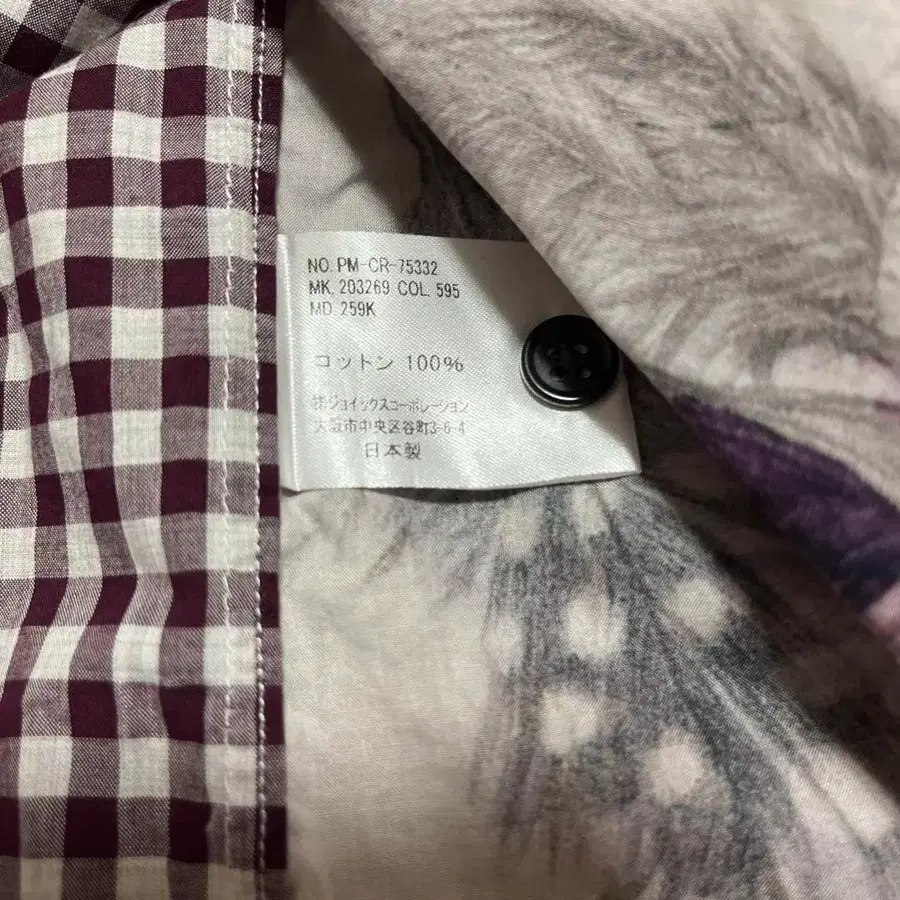 NO. PM-CR-75332
MK. 203269 COL. 595
MD. 259K
コットン 100%
㈱ジョイックスコーポレーション
大阪市中央区谷町3-6-4
日本製